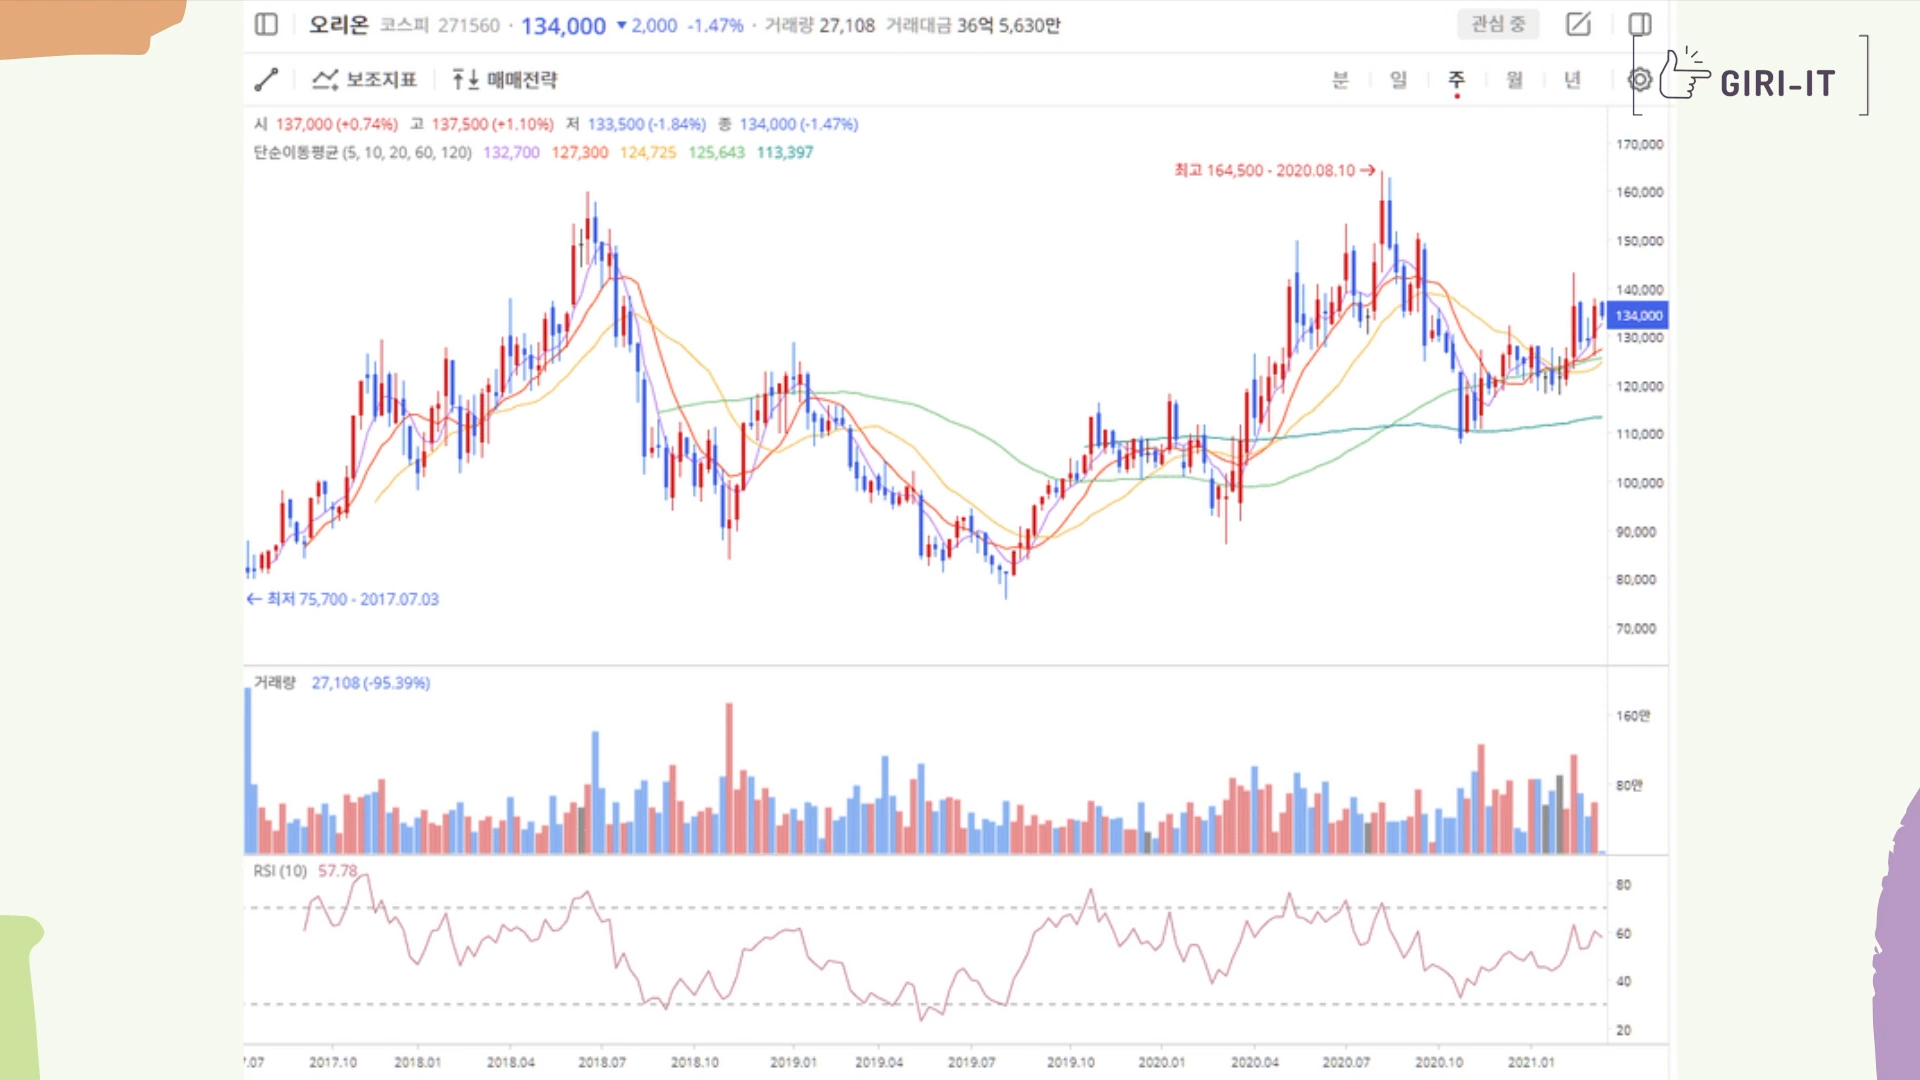 오리온 코스피 271560 · 134,000 ▼ 2,000 -1.47% · 거래량 27,108 거래대금 36억 5,630만
관심 중
보조지표 매매전략
분 일 주 월 년
GIRI-IT
시 137,000 (+0.74%) 고 137,500 (+1.10%) 저 133,500 (-1.84%) 종 134,000 (-1.47%)
단순이동평균 (5, 10, 20, 60, 120) 132,700 127,300 124,725 125,643 113,397
최고 164,500 - 2020.08.10 →
← 최저 75,700 - 2017.07.03
170,000
160,000
150,000
140,000
134,000
130,000
120,000
110,000
100,000
90,000
80,000
70,000
거래량 27,108 (-95.39%)
160만
80만
RSI (10) 57.78
80
60
40
20
7.07 2017.10 2018.01 2018.04 2018.07 2018.10 2019.01 2019.04 2019.07 2019.10 2020.01 2020.04 2020.07 2020.10 2021.01